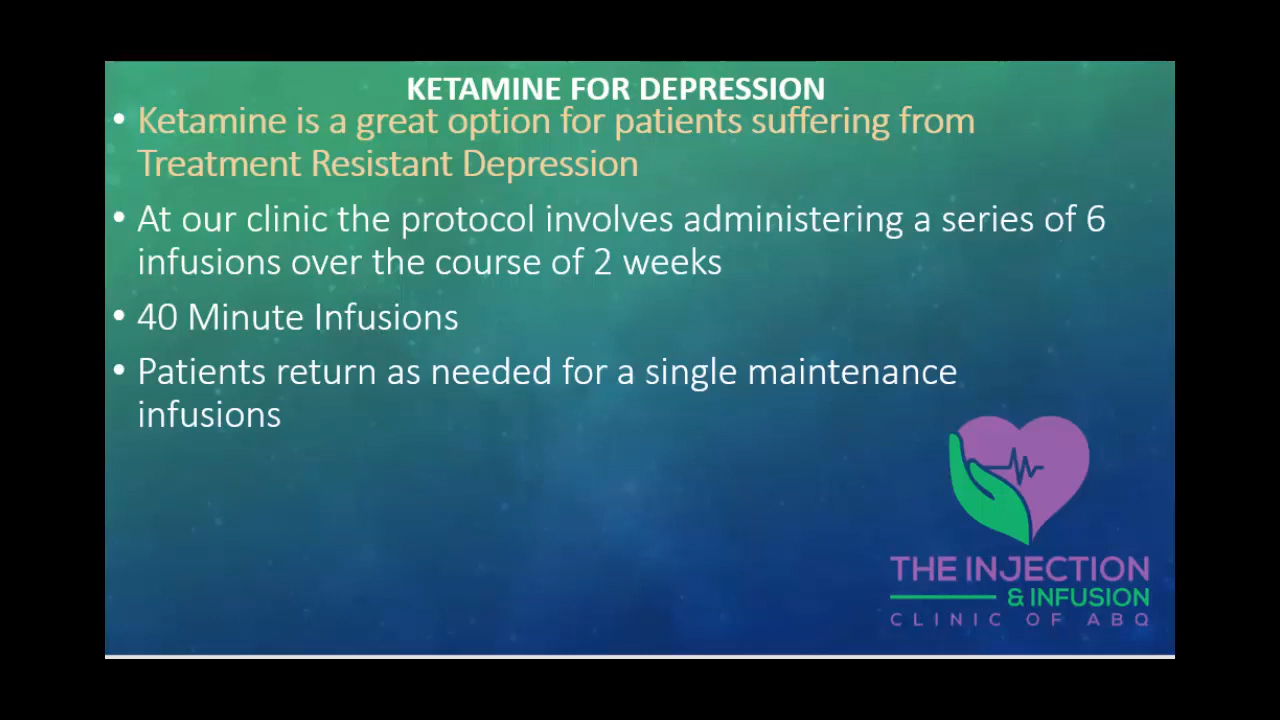 KETAMINE FOR DEPRESSION
• Ketamine is a great option for patients suffering from
Treatment Resistant Depression
• At our clinic the protocol involves administering a series of 6
infusions over the course of 2 weeks
• 40 Minute Infusions
• Patients return as needed for a single maintenance
infusions
THE INJECTION
& INFUSION
CLINIC OF ABQ